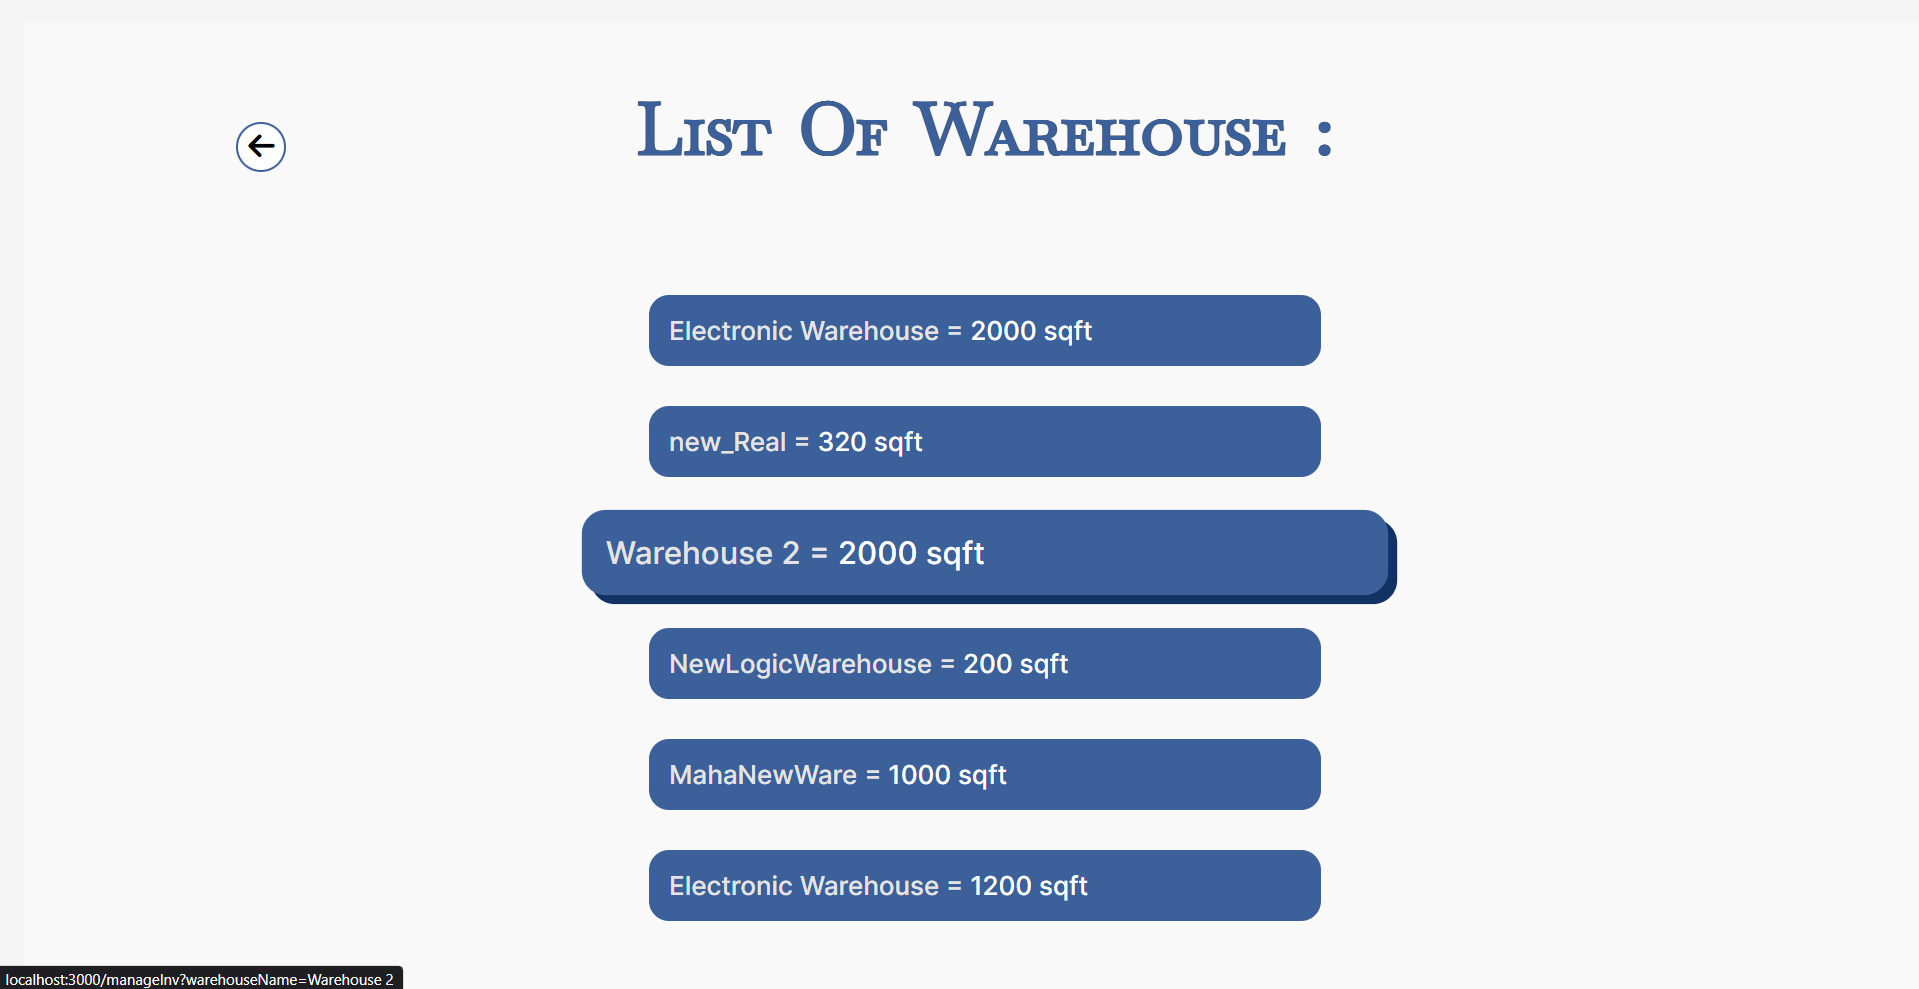 List Of Warehouse :
Electronic Warehouse = 2000 sqft
new_Real = 320 sqft
Warehouse 2 = 2000 sqft
NewLogicWarehouse = 200 sqft
MahaNewWare = 1000 sqft
Electronic Warehouse = 1200 sqft
localhost:3000/manageInv?warehouseName=Warehouse 2